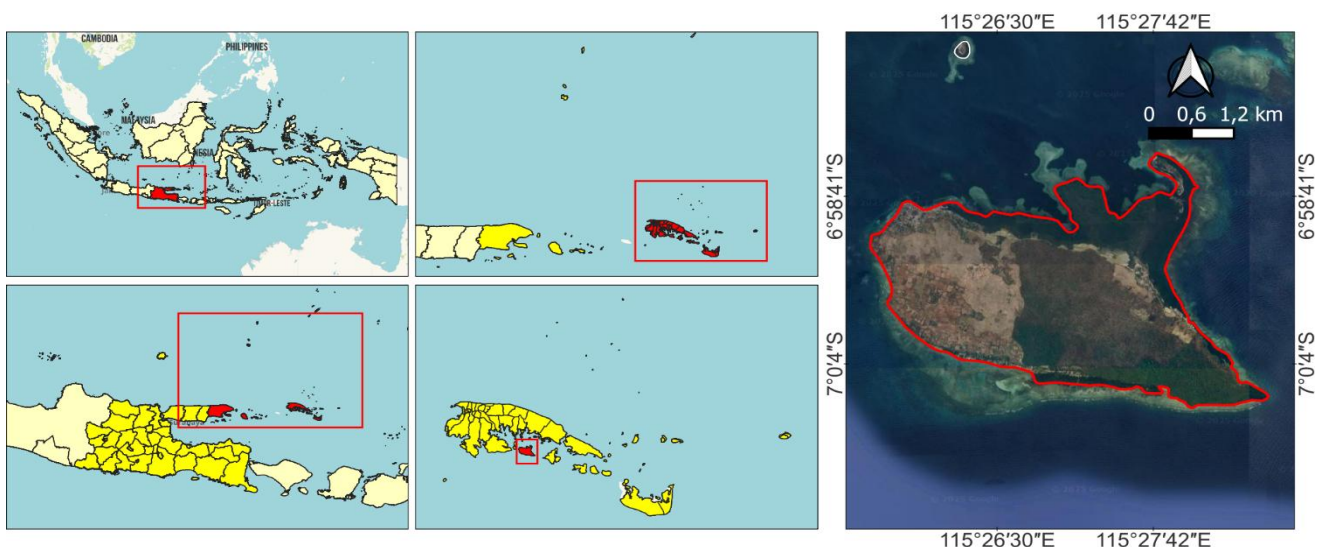 CAMBODIA
PHILIPPINES
MALAYSIA
NESIA
TIMOR-LESTE
115°26′30″E 115°27′42″E
0 0,6 1,2 km
6°58′41″S
6°58′41″S
7°0′4″S
7°0′4″S
115°26′30″E 115°27′42″E